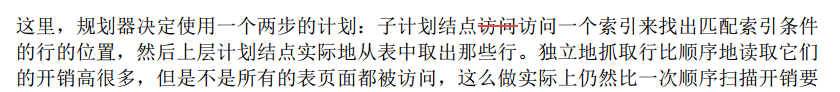 这里，规划器决定使用一个两步的计划：子计划结点访问访问一个索引来找出匹配索引条件
的行的位置，然后上层计划结点实际地从表中取出那些行。独立地抓取行比顺序地读取它们
的开销高很多，但是不是所有的表页面都被访问，这么做实际上仍然比一次顺序扫描开销要